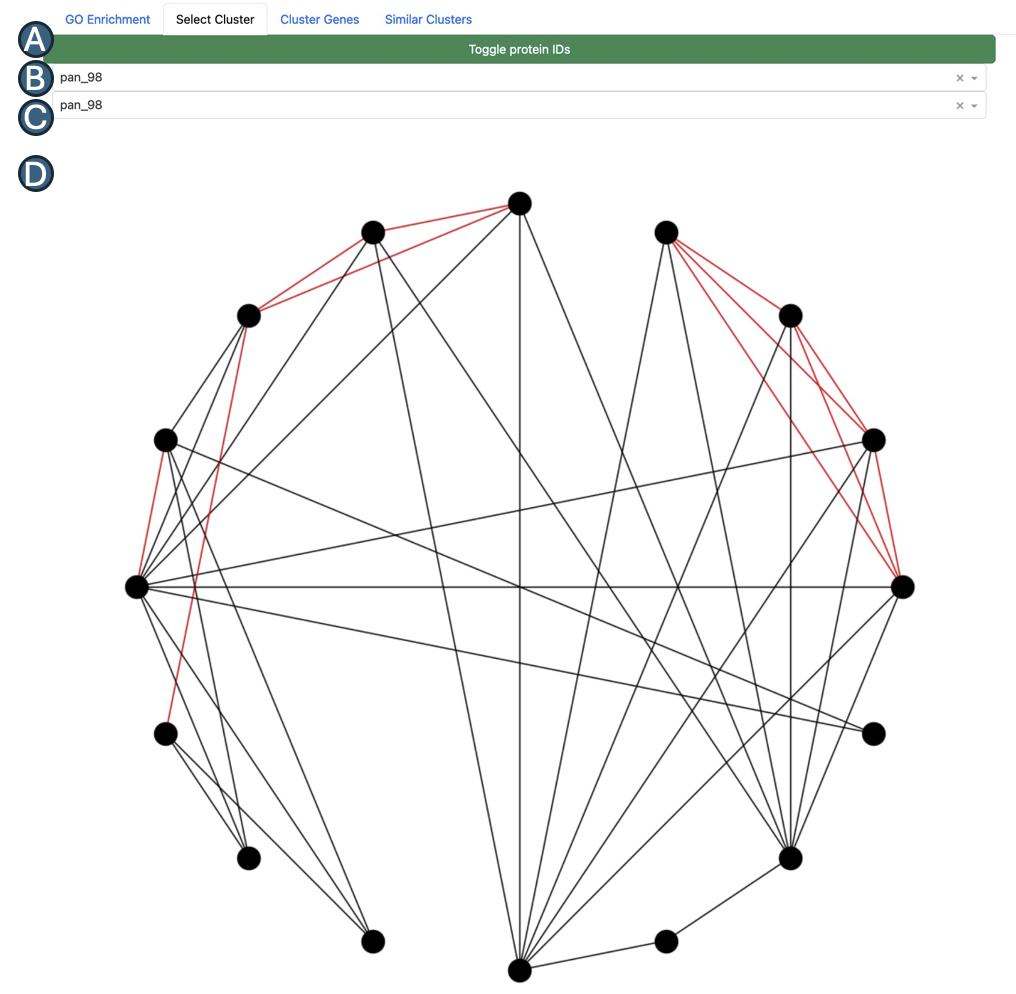 GO Enrichment Select Cluster Cluster Genes Similar Clusters
A Toggle protein IDs
B pan_98 × 
C pan_98 ×
D